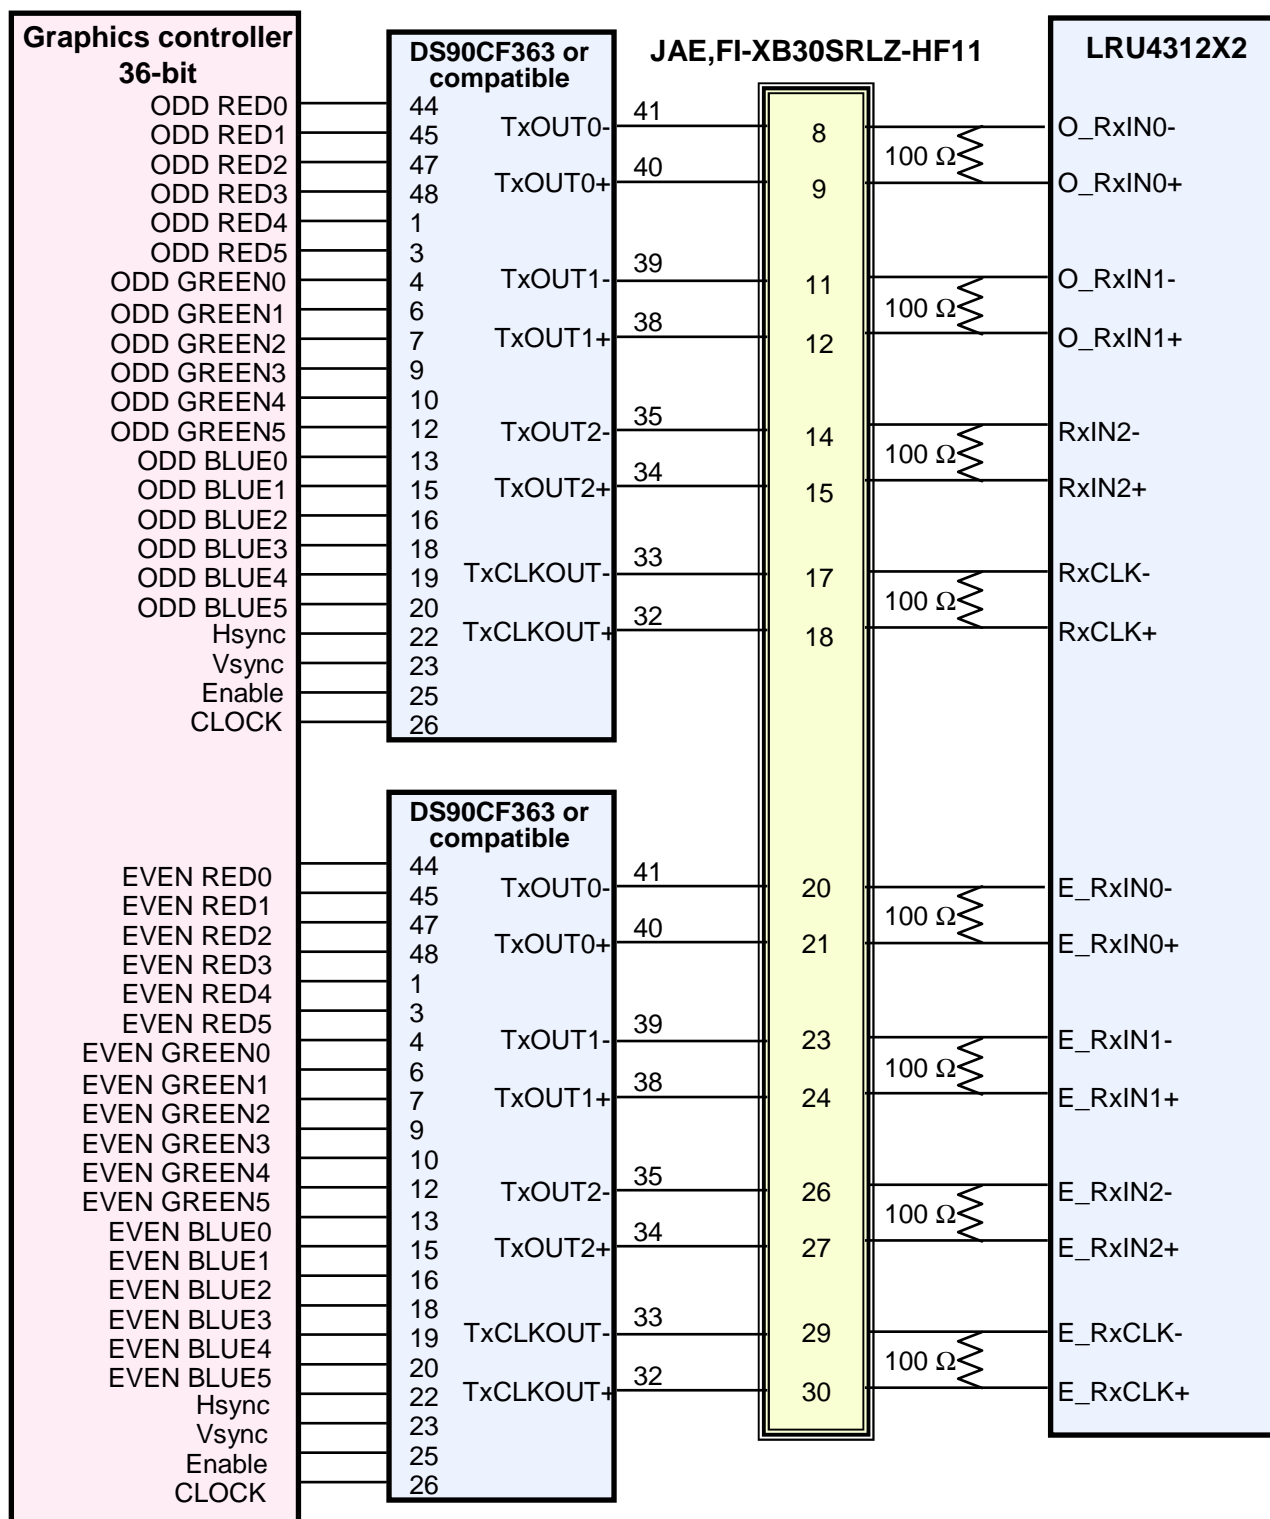 Graphics controller
36-bit
DS90CF363 or
compatible
JAE,FI-XB30SRLZ-HF11
LRU4312X2
ODD RED0
ODD RED1
ODD RED2
ODD RED3
ODD RED4
ODD RED5
ODD GREEN0
ODD GREEN1
ODD GREEN2
ODD GREEN3
ODD GREEN4
ODD GREEN5
ODD BLUE0
ODD BLUE1
ODD BLUE2
ODD BLUE3
ODD BLUE4
ODD BLUE5
Hsync
Vsync
Enable
CLOCK
44
45
47
48
1
3
4
6
7
9
10
12
13
15
16
18
19
20
22
23
25
26
TxOUT0- 41
TxOUT0+ 40
TxOUT1- 39
TxOUT1+ 38
TxOUT2- 35
TxOUT2+ 34
TxCLKOUT- 33
TxCLKOUT+ 32
8
9
11
12
14
15
17
18
100 Ω
100 Ω
100 Ω
100 Ω
O_RxIN0-
O_RxIN0+
O_RxIN1-
O_RxIN1+
RxIN2-
RxIN2+
RxCLK-
RxCLK+
EVEN RED0
EVEN RED1
EVEN RED2
EVEN RED3
EVEN RED4
EVEN RED5
EVEN GREEN0
EVEN GREEN1
EVEN GREEN2
EVEN GREEN3
EVEN GREEN4
EVEN GREEN5
EVEN BLUE0
EVEN BLUE1
EVEN BLUE2
EVEN BLUE3
EVEN BLUE4
EVEN BLUE5
Hsync
Vsync
Enable
CLOCK
DS90CF363 or
compatible
44
45
47
48
1
3
4
6
7
9
10
12
13
15
16
18
19
20
22
23
25
26
TxOUT0- 41
TxOUT0+ 40
TxOUT1- 39
TxOUT1+ 38
TxOUT2- 35
TxOUT2+ 34
TxCLKOUT- 33
TxCLKOUT+ 32
20
21
23
24
26
27
29
30
100 Ω
100 Ω
100 Ω
100 Ω
E_RxIN0-
E_RxIN0+
E_RxIN1-
E_RxIN1+
E_RxIN2-
E_RxIN2+
E_RxCLK-
E_RxCLK+